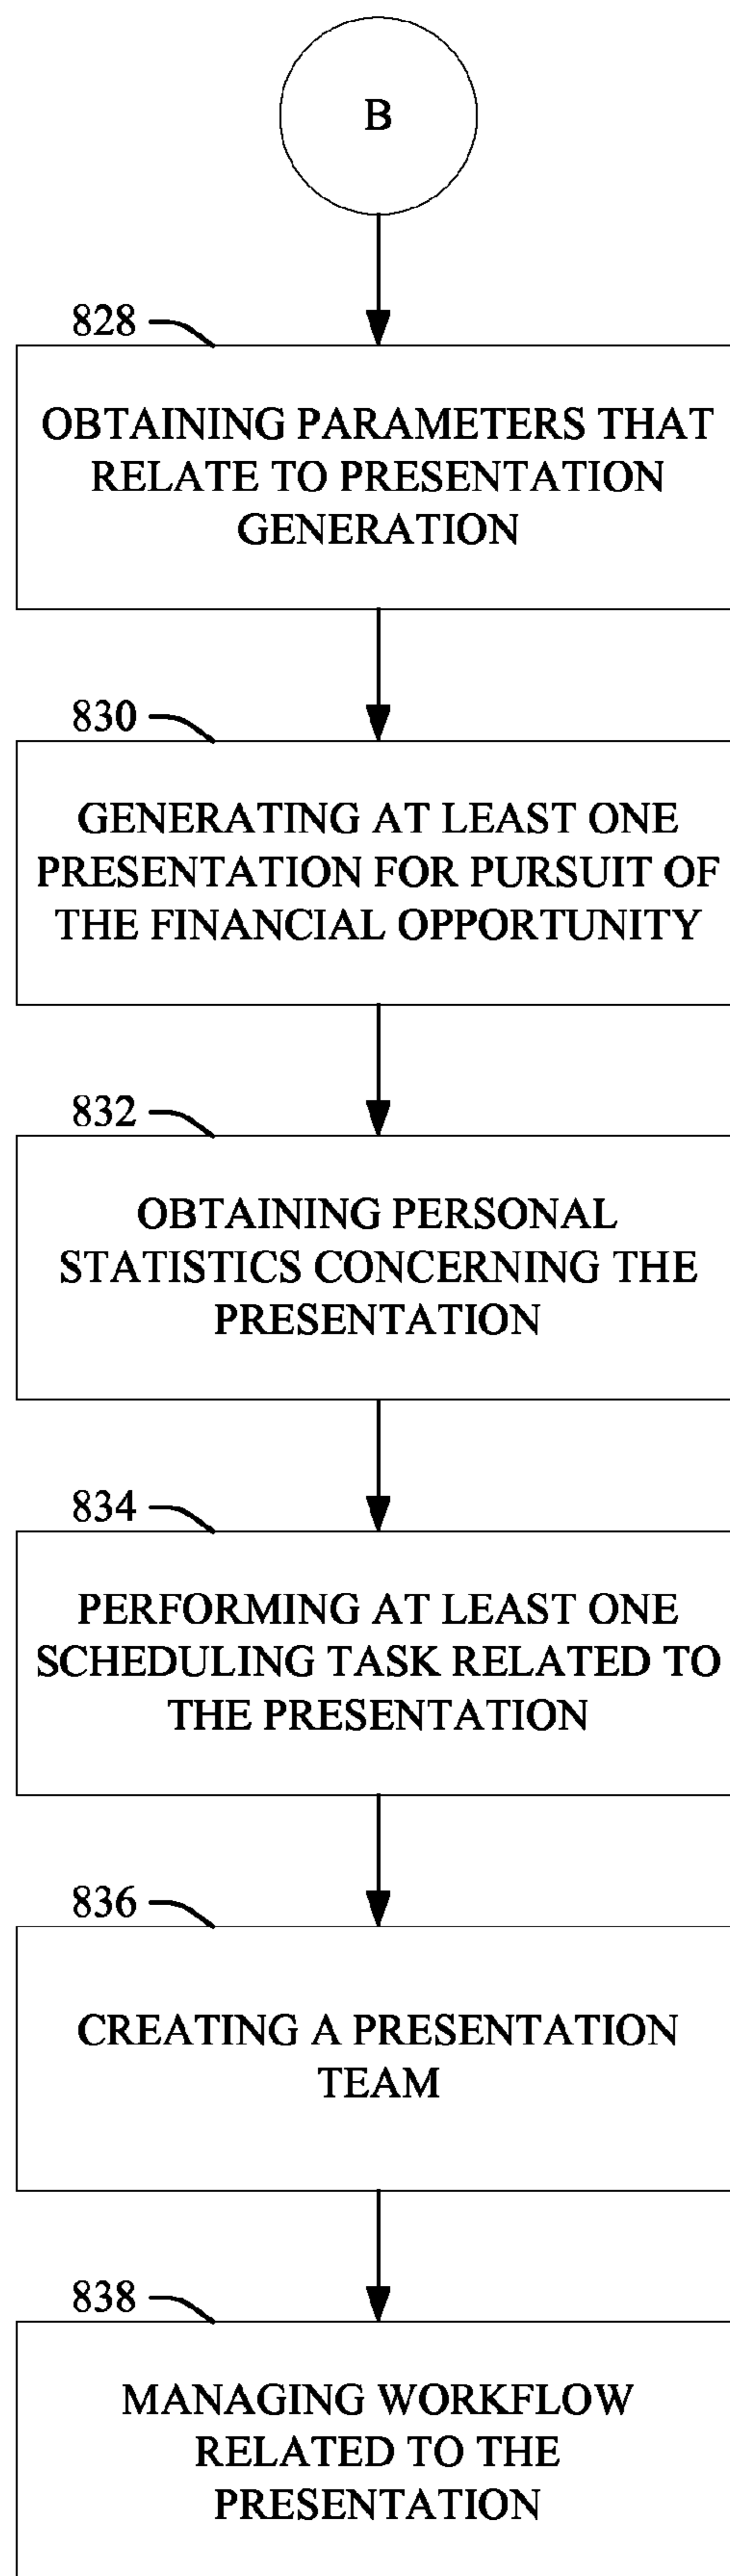 B
828
OBTAINING PARAMETERS THAT
RELATE TO PRESENTATION
GENERATION
830
GENERATING AT LEAST ONE
PRESENTATION FOR PURSUIT OF
THE FINANCIAL OPPORTUNITY
832
OBTAINING PERSONAL
STATISTICS CONCERNING THE
PRESENTATION
834
PERFORMING AT LEAST ONE
SCHEDULING TASK RELATED TO
THE PRESENTATION
836
CREATING A PRESENTATION
TEAM
838
MANAGING WORKFLOW
RELATED TO THE
PRESENTATION